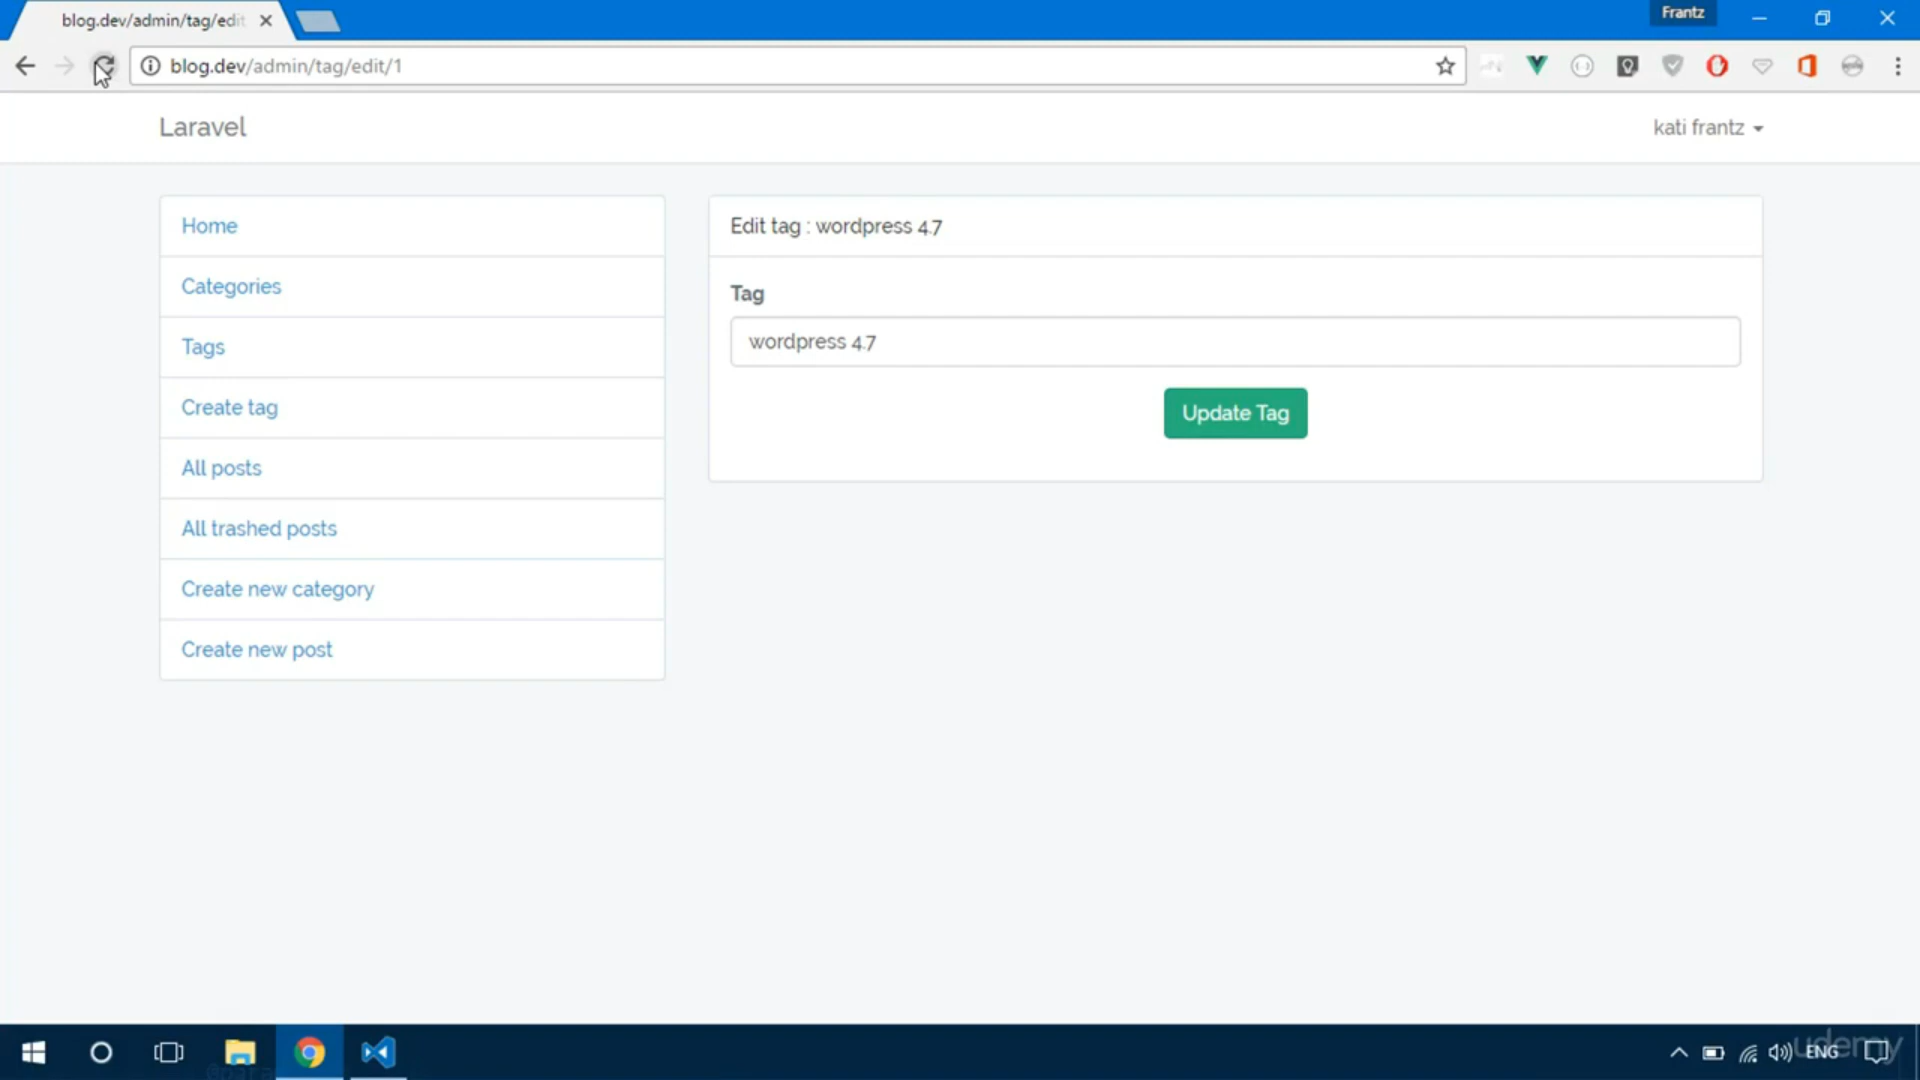 blog.dev/admin/tag/edit
Frantz
blog.dev/admin/tag/edit/1
Laravel
kati frantz
Home
Categories
Tags
Create tag
All posts
All trashed posts
Create new category
Create new post
Edit tag : wordpress 4.7
Tag
wordpress 4.7
Update Tag
ENG
udemy